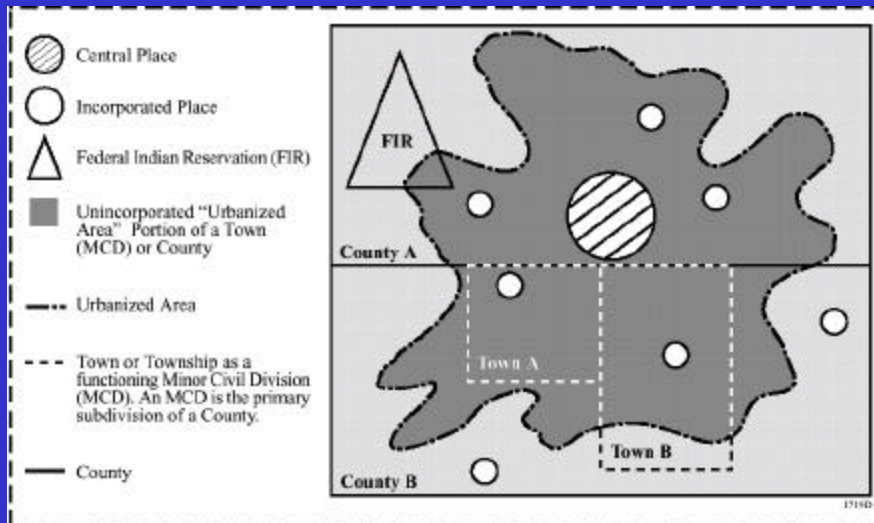 Central Place
Incorporated Place
Federal Indian Reservation (FIR)
Unincorporated "Urbanized
Area" Portion of a Town
(MCD) or County
Urbanized Area
Town or Township as a
functioning Minor Civil Division
(MCD). An MCD is the primary
subdivision of a County.
County
FIR
County A
Town A
Town B
County B
1719D